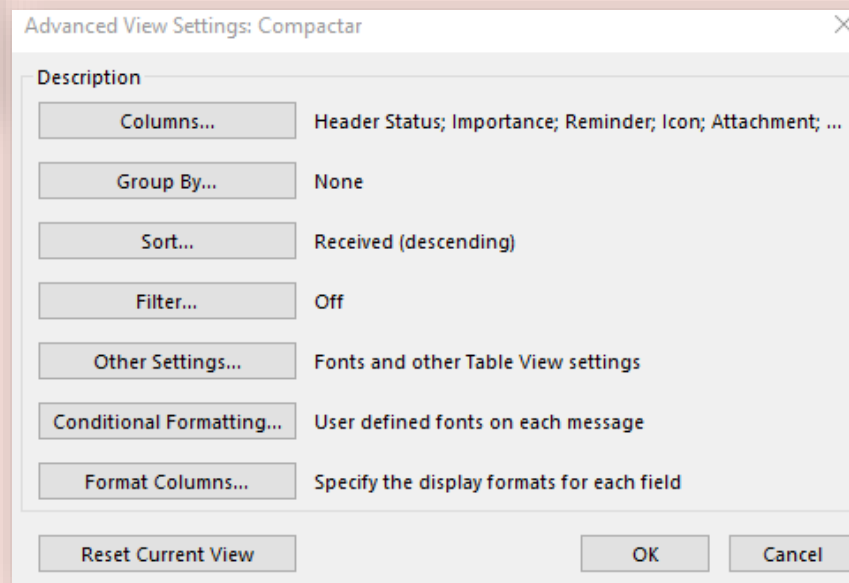 Advanced View Settings: Compactar
Description
Columns... Header Status; Importance; Reminder; Icon; Attachment; ...
Group By... None
Sort... Received (descending)
Filter... Off
Other Settings... Fonts and other Table View settings
Conditional Formatting... User defined fonts on each message
Format Columns... Specify the display formats for each field
Reset Current View OK Cancel